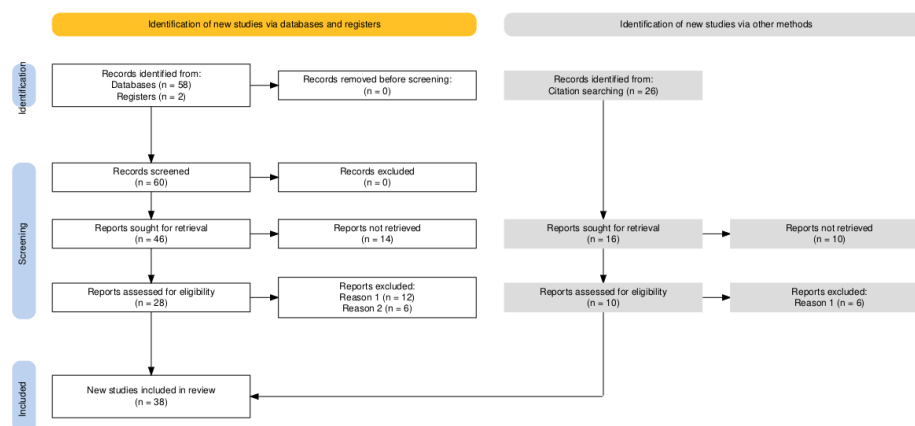 Identification of new studies via databases and registers
Identification of new studies via other methods
Identification
Records identified from:
Databases (n = 58)
Registers (n = 2)
Records removed before screening:
(n = 0)
Records identified from:
Citation searching (n = 26)
Screening
Records screened
(n = 60)
Records excluded
(n = 0)
Reports sought for retrieval
(n = 46)
Reports not retrieved
(n = 14)
Reports sought for retrieval
(n = 16)
Reports not retrieved
(n = 10)
Reports assessed for eligibility
(n = 28)
Reports excluded:
Reason 1 (n = 12)
Reason 2 (n = 6)
Reports assessed for eligibility
(n = 10)
Reports excluded:
Reason 1 (n = 6)
Included
New studies included in review
(n = 38)